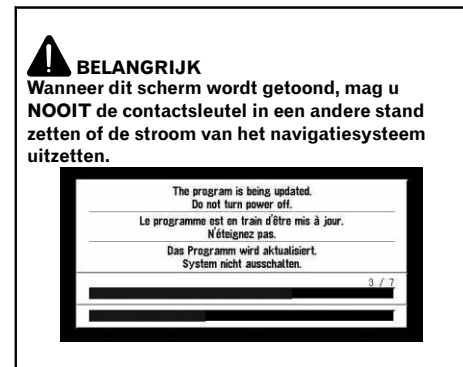 BELANGRIJK
Wanneer dit scherm wordt getoond, mag u
NOOIT de contactsleutel in een andere stand
zetten of de stroom van het navigatiesysteem
uitzetten.
The program is being updated.
Do not turn power off.
Le programme est en train d'être mis à jour.
N'éteignez pas.
Das Programm wird aktualisiert.
System nicht ausschalten.
3 / 7